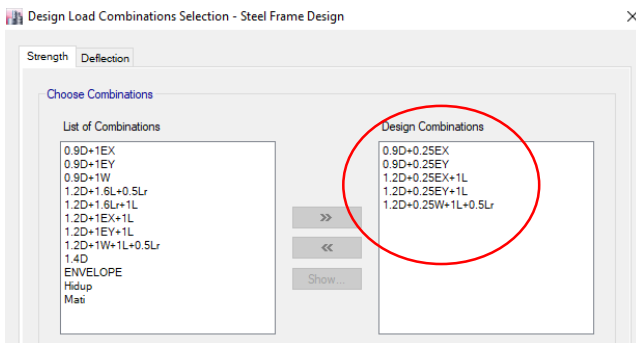 Design Load Combinations Selection - Steel Frame Design
Strength Deflection
Choose Combinations
List of Combinations
0.9D+1EX
0.9D+1EY
0.9D+1W
1.2D+1.6L+0.5Lr
1.2D+1.6Lr+1L
1.2D+1EX+1L
1.2D+1EY+1L
1.2D+1W+1L+0.5Lr
1.4D
ENVELOPE
Hidup
Mati
>>
<<
Show...
Design Combinations
0.9D+0.25EX
0.9D+0.25EY
1.2D+0.25EX+1L
1.2D+0.25EY+1L
1.2D+0.25W+1L+0.5Lr